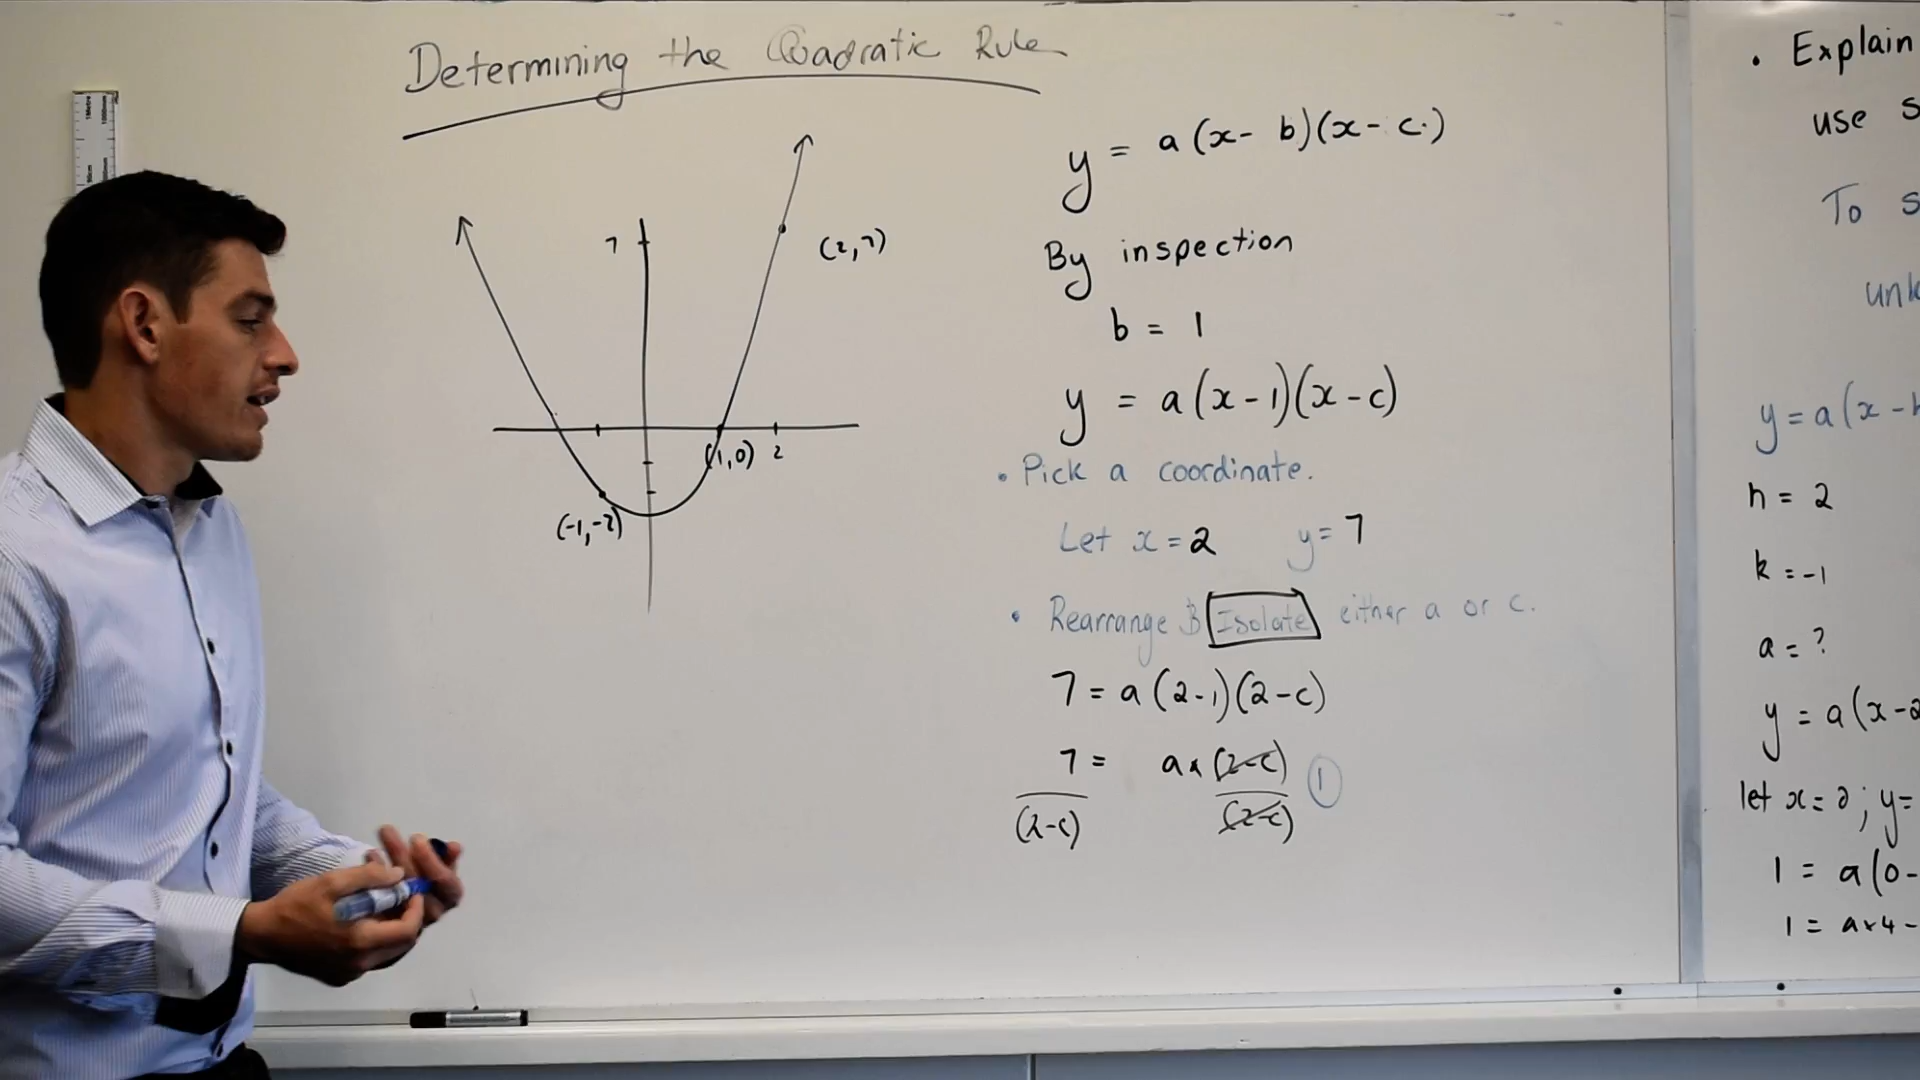 Determining the Quadratic Rule
7
(2,7)
(1,0) 2
(-1,-2)
y = a(x- b)(x- c)
By inspection
b = 1
y = a(x-1)(x-c)
• Pick a coordinate.
Let x = 2 y = 7
• Rearrange & Isolate either a or c.
7 = a(2-1)(2-c)
7 = a x (2-c) 1
(2-c) (2-c)
• Explain
use s
To s
y = a(x -h
h = 2
k = -1
a = ?
y = a(x-2
let x = 0; y =
1 = a(0-
1 = a x 4 -